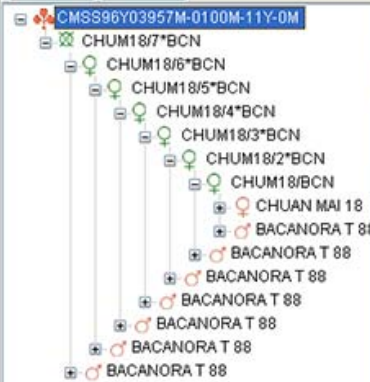 CMSS96Y03957M-0100M-11Y-0M
CHUM18/7*BCN
CHUM18/6*BCN
CHUM18/5*BCN
CHUM18/4*BCN
CHUM18/3*BCN
CHUM18/2*BCN
CHUM18/BCN
CHUAN MAI 18
BACANORA T 88
BACANORA T 88
BACANORA T 88
BACANORA T 88
BACANORA T 88
BACANORA T 88